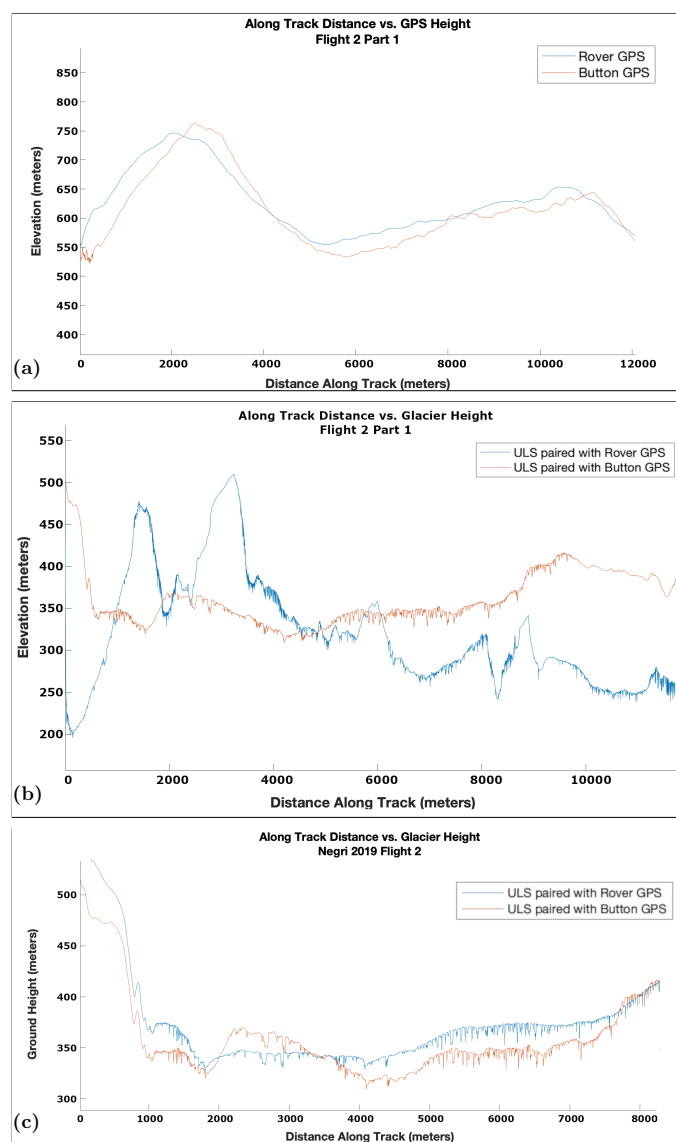 Along Track Distance vs. GPS Height
Flight 2 Part 1
Rover GPS
Button GPS
850
800
750
700
650
600
550
500
450
400
Elevation (meters)
0 2000 4000 6000 8000 10000 12000
Distance Along Track (meters)
(a)
Along Track Distance vs. Glacier Height
Flight 2 Part 1
ULS paired with Rover GPS
ULS paired with Button GPS
550
500
450
400
350
300
250
200
Elevation (meters)
0 2000 4000 6000 8000 10000
Distance Along Track (meters)
(b)
Along Track Distance vs. Glacier Height
Negri 2019 Flight 2
ULS paired with Rover GPS
ULS paired with Button GPS
500
450
400
350
300
Ground Height (meters)
0 1000 2000 3000 4000 5000 6000 7000 8000
Distance Along Track (meters)
(c)